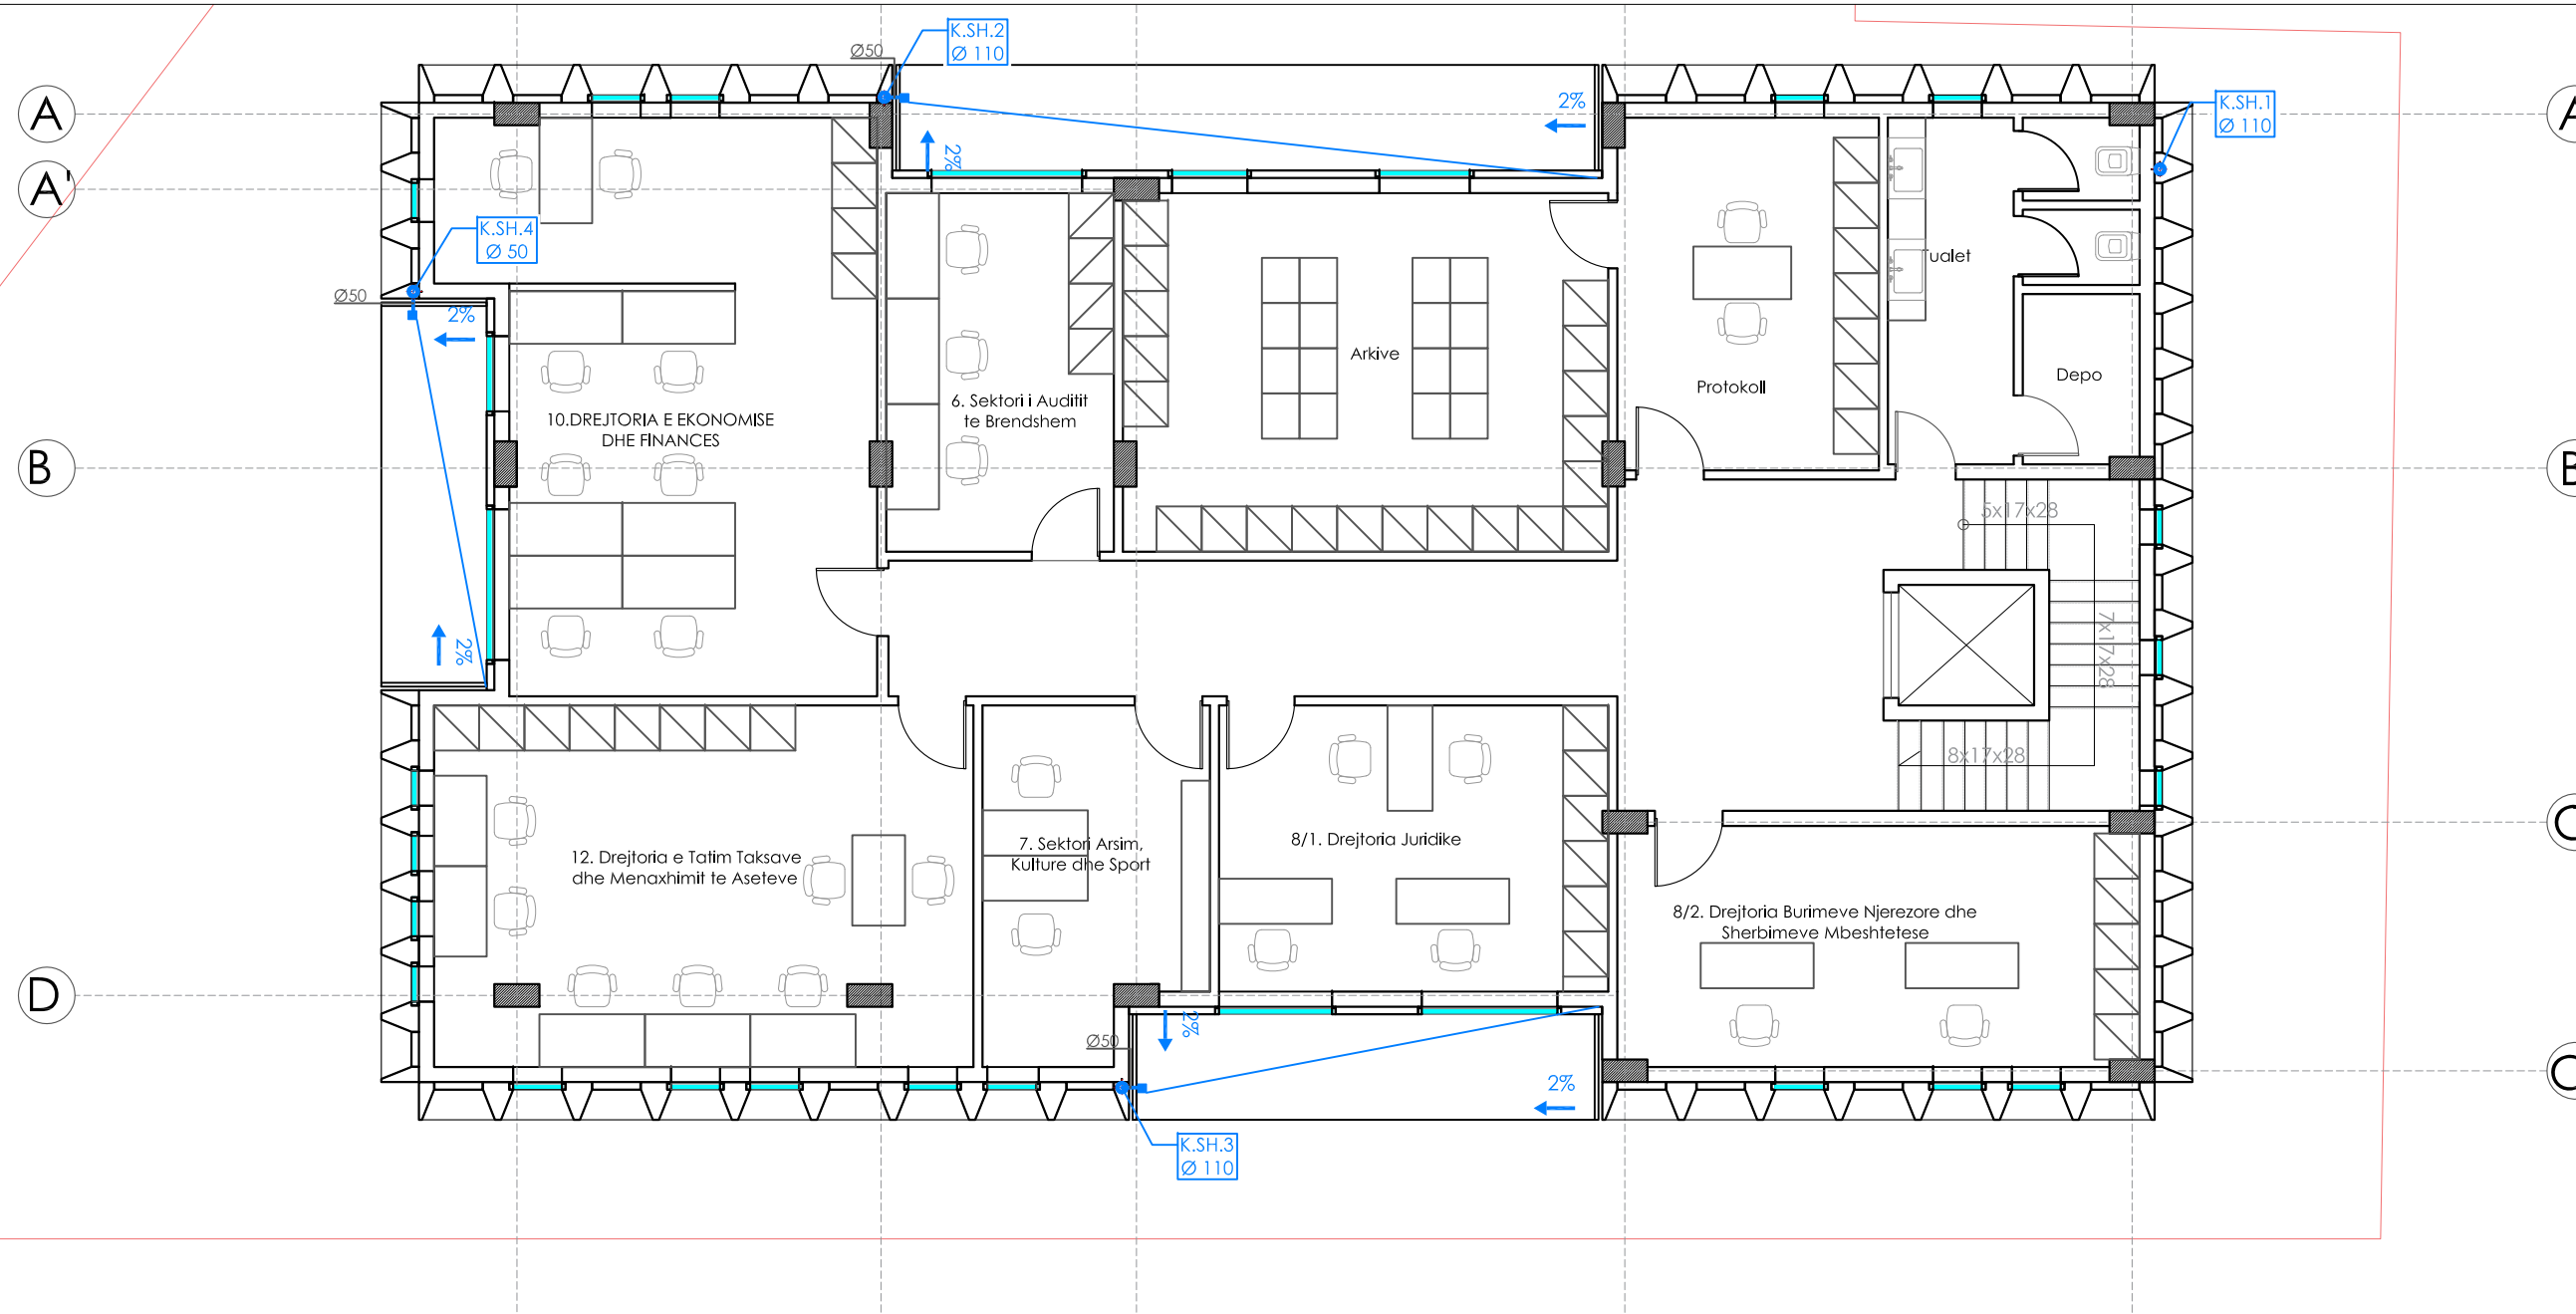 K.SH.2
Ø 110
Ø50
A
2%
K.SH.1
Ø 110
A
2%
A'
K.SH.4
Ø 50
Tualet
Ø50
2%
Arkive
Depo
Protokoll
6. Sektori i Auditit
te Brendshem
10.DREJTORIA E EKONOMISE
DHE FINANCES
B
B
5x17x28
7x17x28
2%
8x17x28
7. Sektori Arsim,
Kulture dhe Sport
8/1. Drejtoria Juridike
12. Drejtoria e Tatim Taksave
dhe Menaxhimit te Aseteve
8/2. Drejtoria Burimeve Njerezore dhe
Sherbimeve Mbeshtetese
D
2%
Ø50
2%
K.SH.3
Ø 110